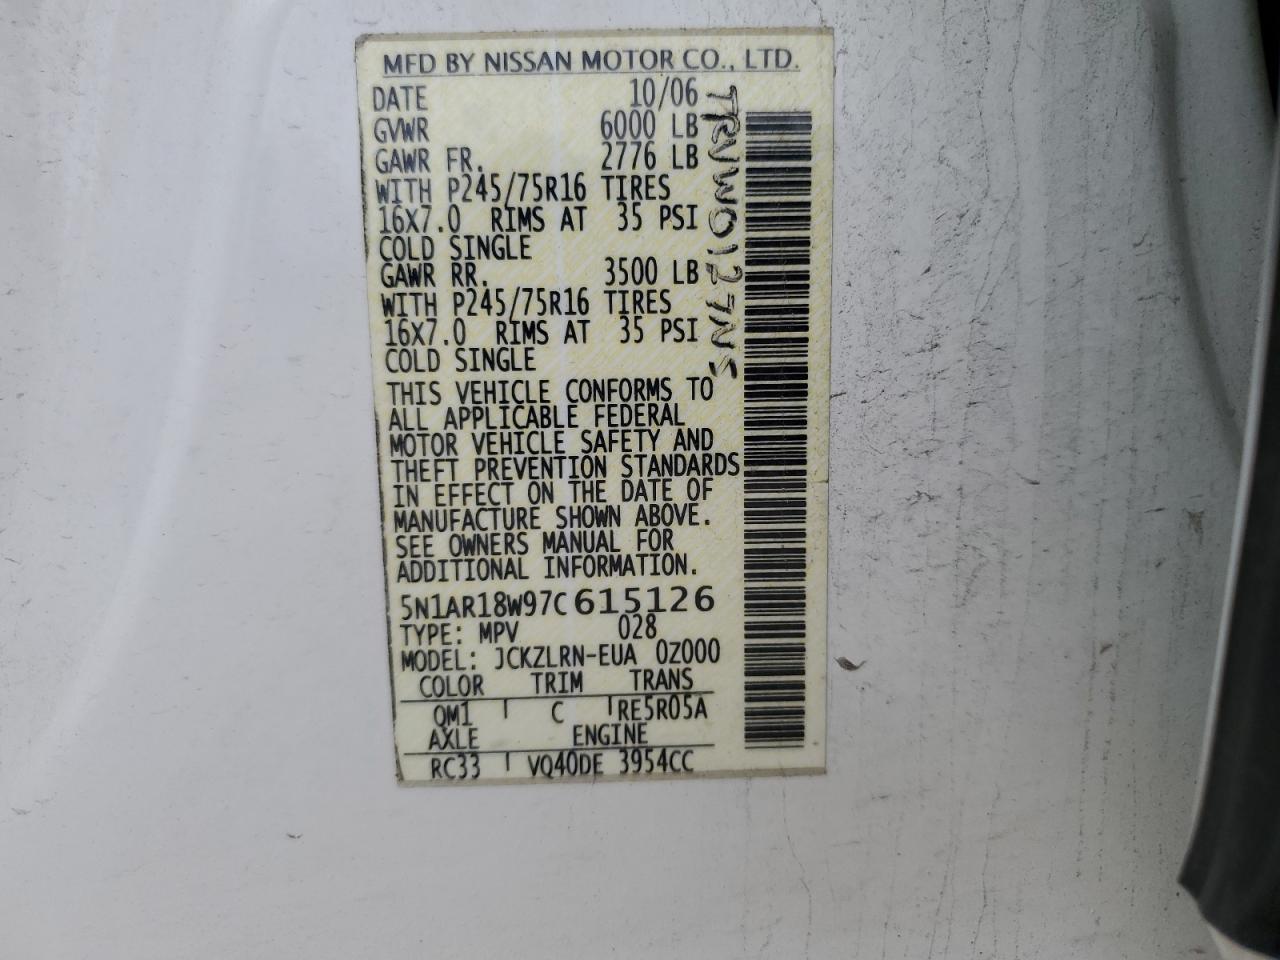 MFD BY NISSAN MOTOR CO., LTD.
DATE 10/06
GVWR 6000 LB
GAWR FR. 2776 LB
WITH P245/75R16 TIRES
16X7.0 RIMS AT 35 PSI
COLD SINGLE
GAWR RR. 3500 LB
WITH P245/75R16 TIRES
16X7.0 RIMS AT 35 PSI
COLD SINGLE
THIS VEHICLE CONFORMS TO
ALL APPLICABLE FEDERAL
MOTOR VEHICLE SAFETY AND
THEFT PREVENTION STANDARDS
IN EFFECT ON THE DATE OF
MANUFACTURE SHOWN ABOVE.
SEE OWNERS MANUAL FOR
ADDITIONAL INFORMATION.
5N1AR18W97C615126
TYPE: MPV 028
MODEL: JCKZLRN-EUA 0Z000
COLOR TRIM TRANS
QM1 C RE5R05A
AXLE ENGINE
RC33 VQ40DE 3954CC